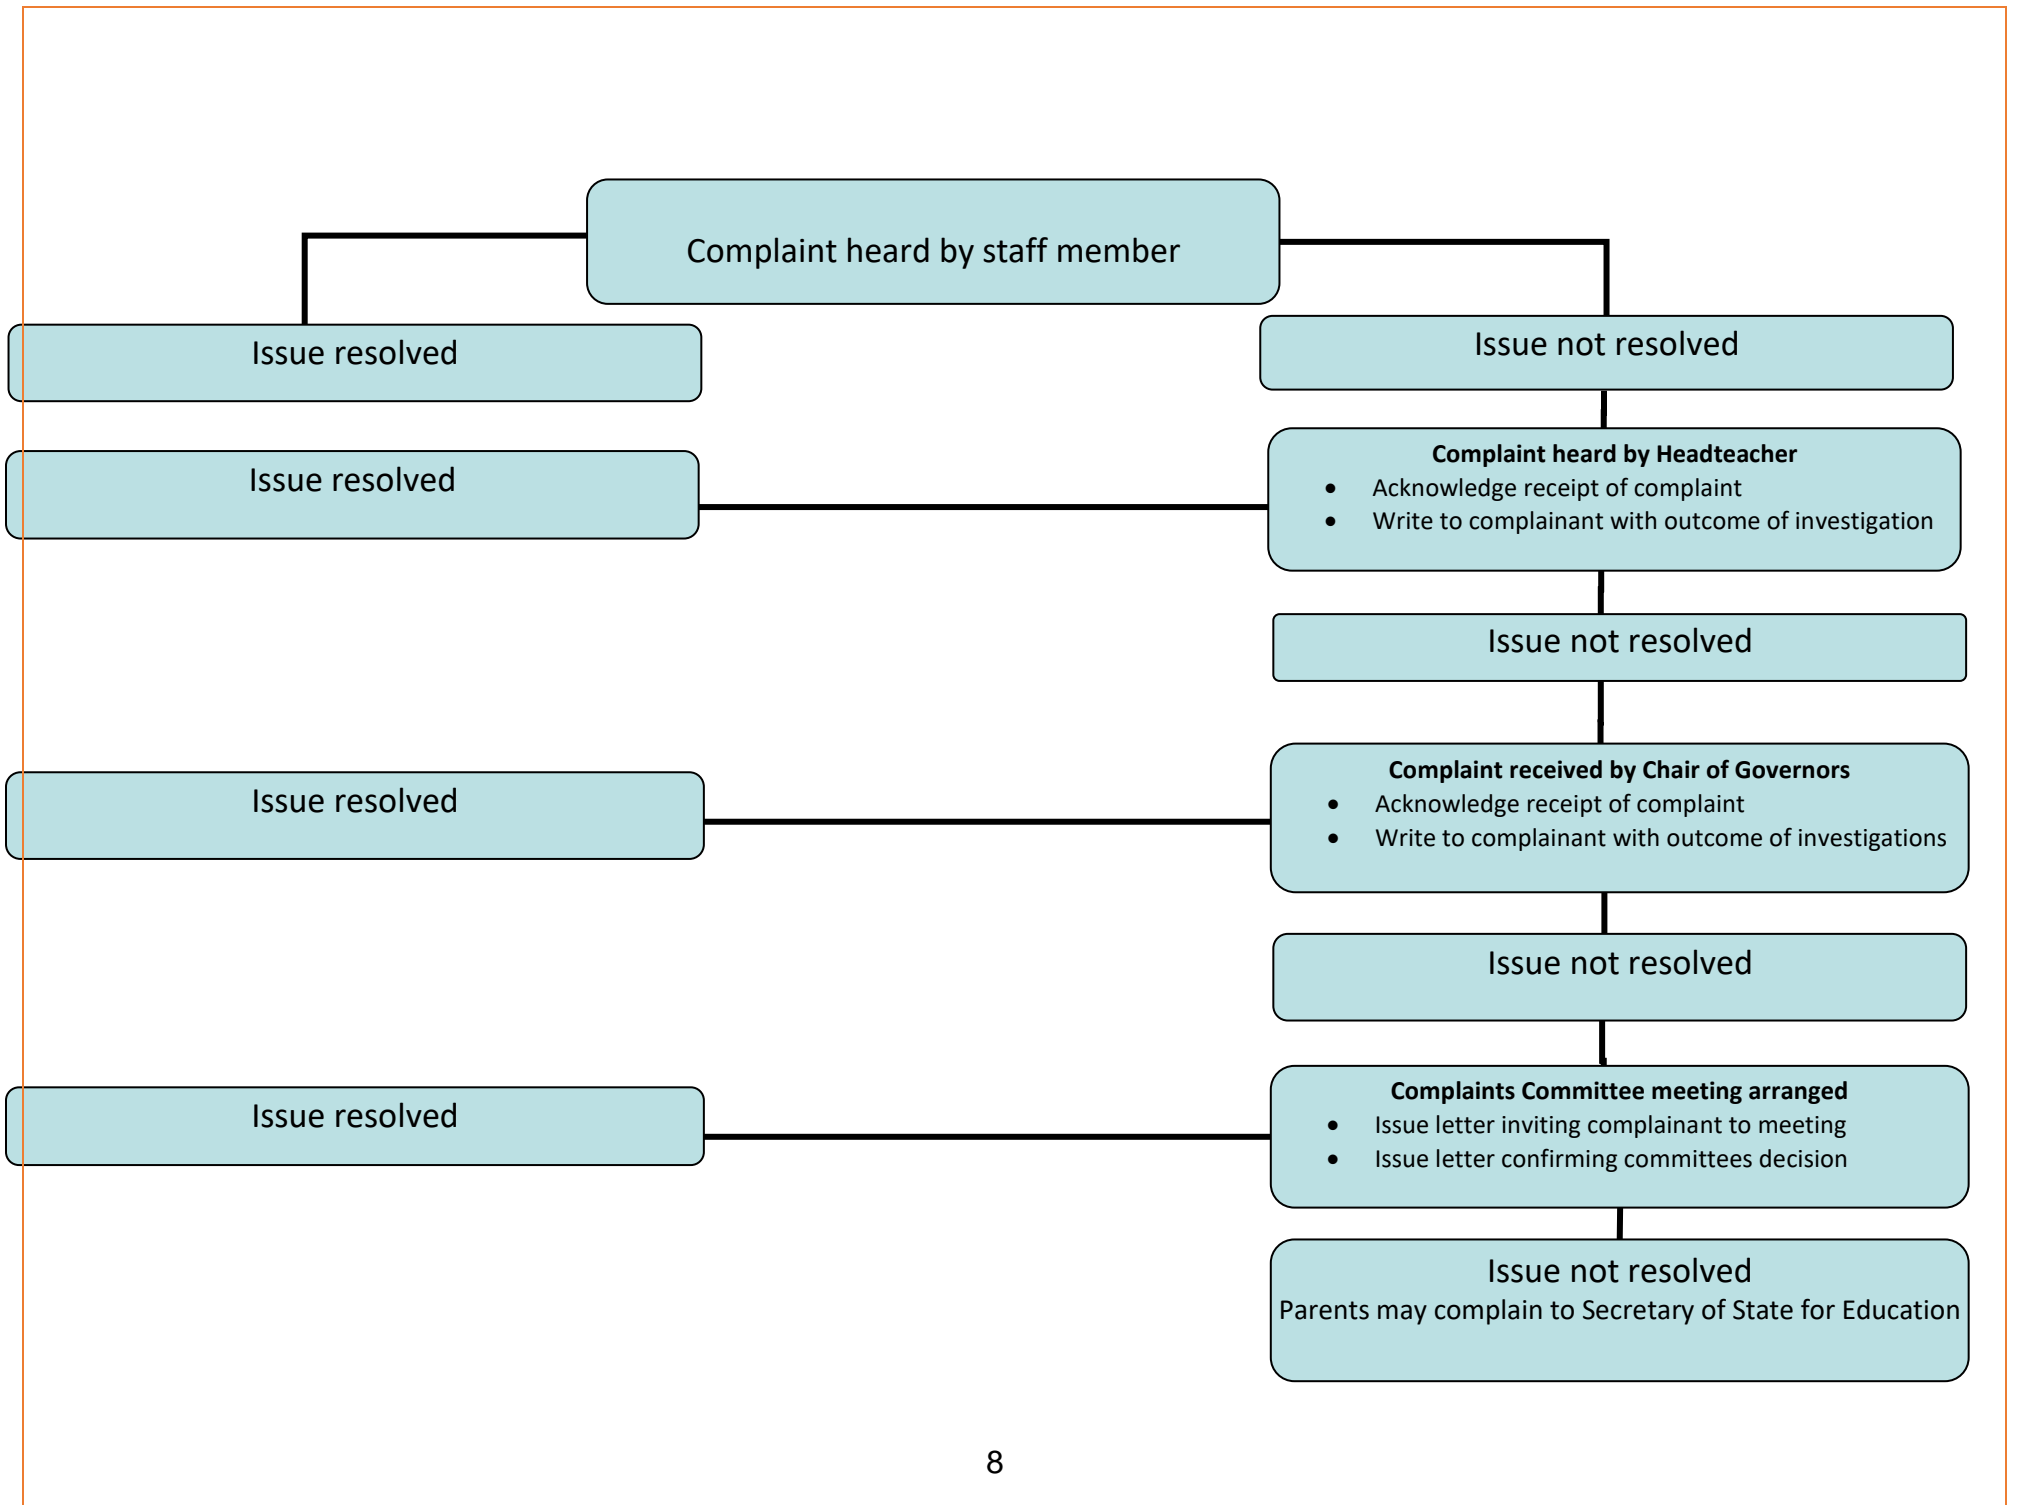 Complaint heard by staff member
Issue resolved
Issue not resolved
Issue resolved
Complaint heard by Headteacher
• Acknowledge receipt of complaint
• Write to complainant with outcome of investigation
Issue not resolved
Issue resolved
Complaint received by Chair of Governors
• Acknowledge receipt of complaint
• Write to complainant with outcome of investigations
Issue not resolved
Issue resolved
Complaints Committee meeting arranged
• Issue letter inviting complainant to meeting
• Issue letter confirming committees decision
Issue not resolved
Parents may complain to Secretary of State for Education
8